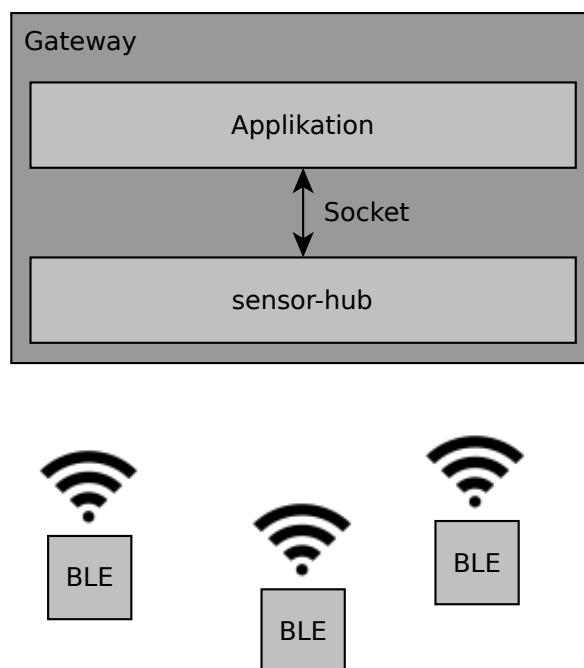 Gateway
Applikation
Socket
sensor-hub
BLE
BLE
BLE